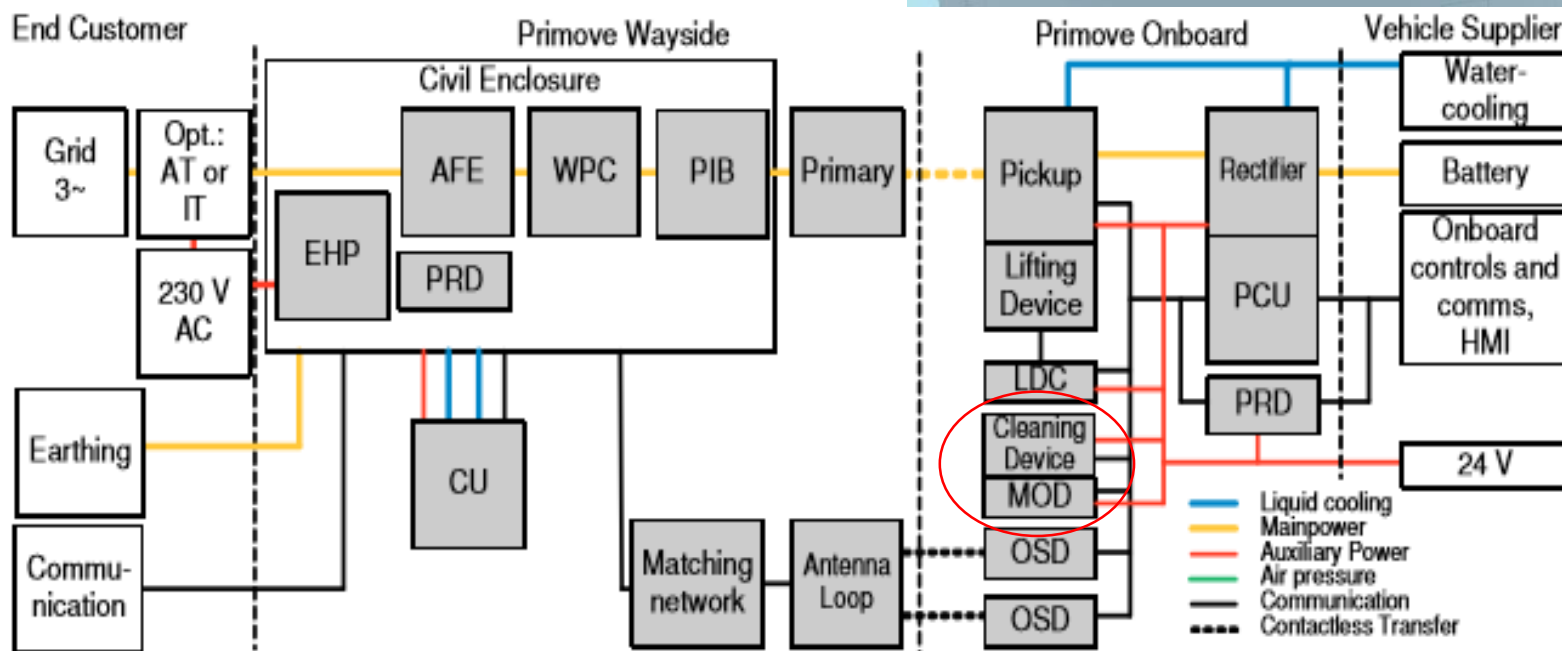 End Customer
Primove Wayside
Primove Onboard
Vehicle Supplier
Civil Enclosure
Grid
3~
Opt.:
AT or
IT
230 V
AC
EHP
AFE
WPC
PIB
PRD
Primary
Earthing
Commu-
nication
CU
Matching
network
Antenna
Loop
Pickup
Lifting
Device
LDC
Cleaning
Device
MOD
OSD
OSD
Rectifier
PCU
PRD
Water-
cooling
Battery
Onboard
controls and
comms,
HMI
24 V
Liquid cooling
Mainpower
Auxiliary Power
Air pressure
Communication
Contactless Transfer